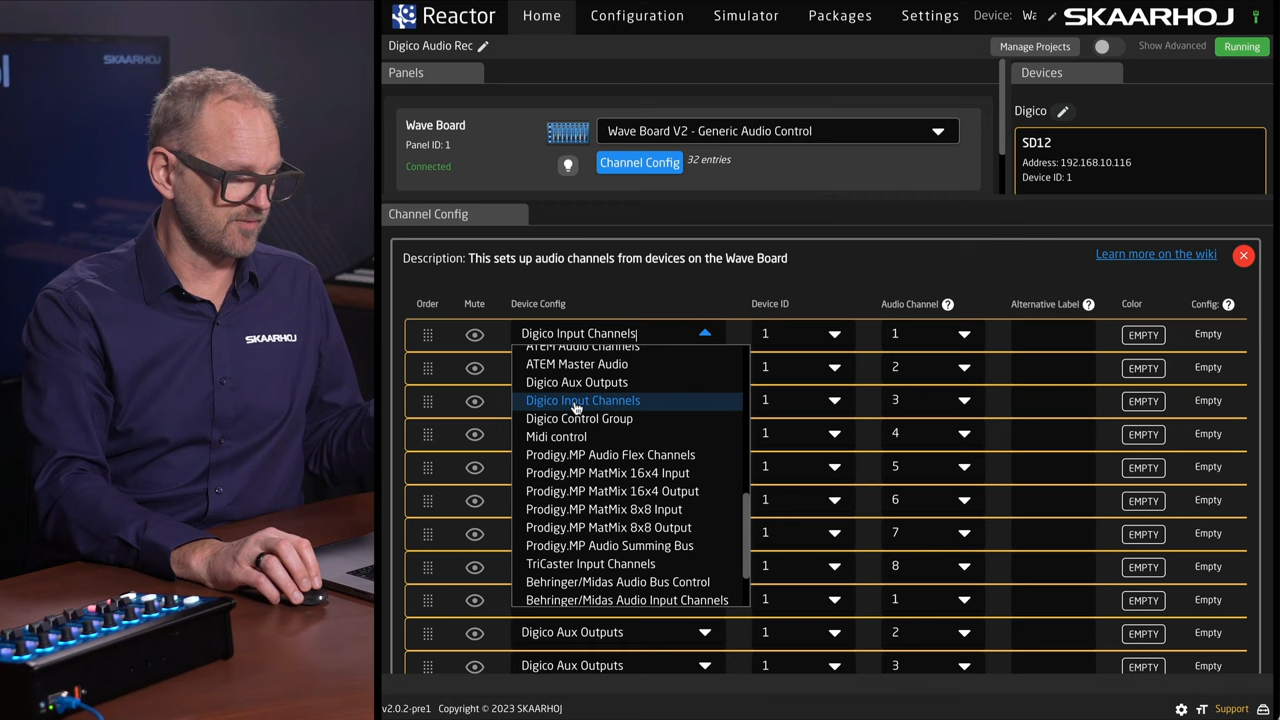 Reactor
Home
Configuration
Simulator
Packages
Settings
Device:
SKAARHOJ
Digico Audio Rec
Manage Projects
Show Advanced
Running
Panels
Devices
Wave Board
Panel ID: 1
Connected
Wave Board V2 - Generic Audio Control
Channel Config
32 entries
Digico
SD12
Address: 192.168.10.116
Device ID: 1
Channel Config
Description: This sets up audio channels from devices on the Wave Board
Learn more on the wiki
Order
Mute
Device Config
Device ID
Audio Channel ?
Alternative Label ?
Color
Config: ?
Digico Input Channels
1
1
EMPTY
Empty
ATEM Audio Channels
ATEM Master Audio
1
2
EMPTY
Empty
Digico Aux Outputs
Digico Input Channels
1
3
EMPTY
Empty
Digico Control Group
Midi control
1
4
EMPTY
Empty
Prodigy.MP Audio Flex Channels
Prodigy.MP MatMix 16x4 Input
1
5
EMPTY
Empty
Prodigy.MP MatMix 16x4 Output
1
6
EMPTY
Empty
Prodigy.MP MatMix 8x8 Input
Prodigy.MP MatMix 8x8 Output
1
7
EMPTY
Empty
Prodigy.MP Audio Summing Bus
TriCaster Input Channels
1
8
EMPTY
Empty
Behringer/Midas Audio Bus Control
Behringer/Midas Audio Input Channels
1
1
EMPTY
Empty
Digico Aux Outputs
1
2
EMPTY
Empty
Digico Aux Outputs
1
3
EMPTY
Empty
v2.0.2-pre1 Copyright © 2023 SKAARHOJ
Support
SKAARHOJ
SKAARHOJ